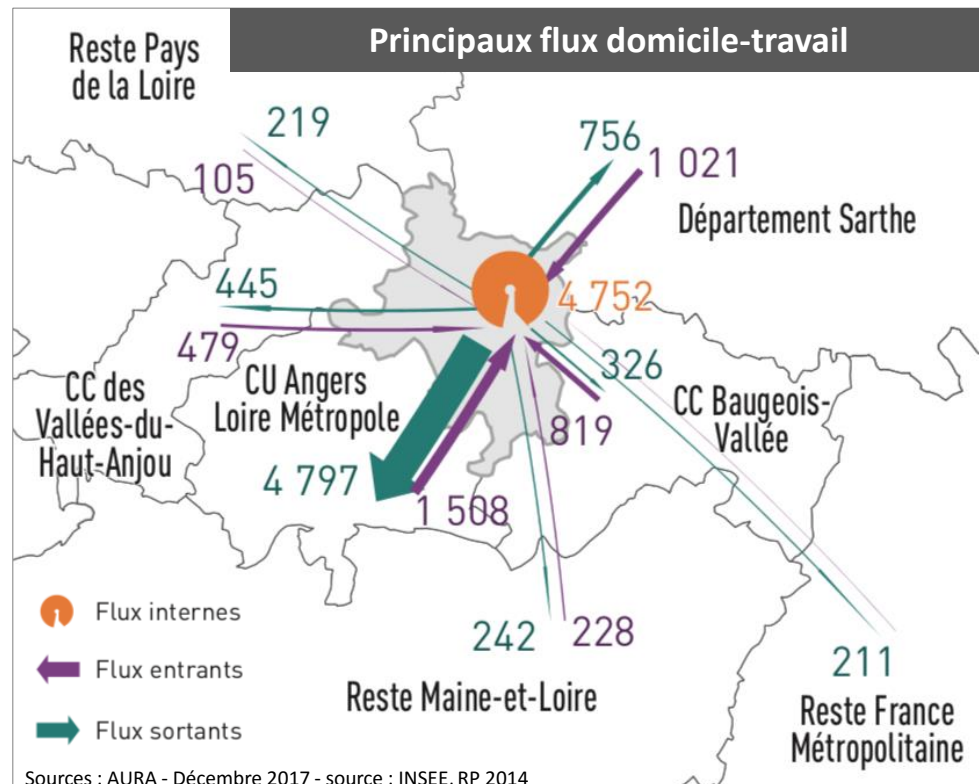 Principaux flux domicile-travail
Reste Pays
de la Loire
219
105
756
1 021
Département Sarthe
4 752
445
479
CC des
Vallées-du-
Haut-Anjou
CU Angers
Loire Métropole
326
CC Baugeois-
Vallée
819
4 797
1 508
242
228
211
Reste Maine-et-Loire
Reste France
Métropolitaine
Flux internes
Flux entrants
Flux sortants
Sources : AURA - Décembre 2017 - source : INSEE, RP 2014